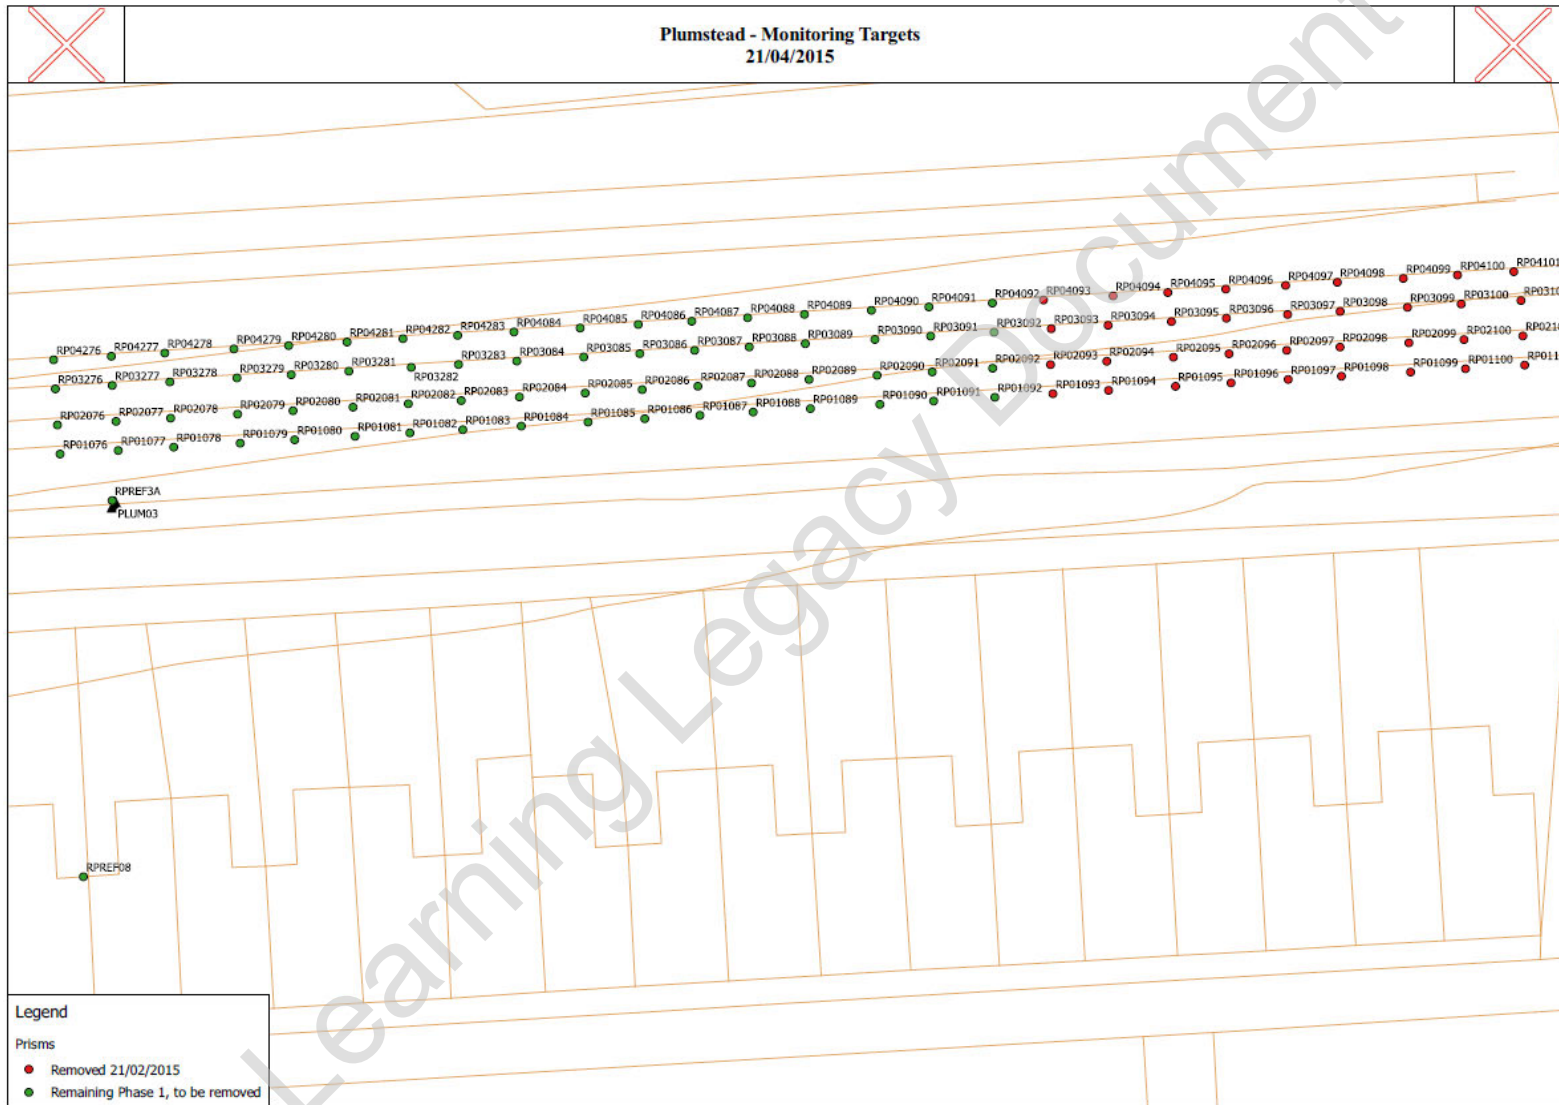 Plumstead - Monitoring Targets
21/04/2015
RP04276 RP04277 RP04278 RP04279 RP04280 RP04281 RP04282 RP04283 RP04084 RP04085 RP04086 RP04087 RP04088 RP04089 RP04090 RP04091 RP04092 RP04093 RP04094 RP04095 RP04096 RP04097 RP04098 RP04099 RP04100 RP04101
RP03276 RP03277 RP03278 RP03279 RP03280 RP03281 RP03282 RP03283 RP03084 RP03085 RP03086 RP03087 RP03088 RP03089 RP03090 RP03091 RP03092 RP03093 RP03094 RP03095 RP03096 RP03097 RP03098 RP03099 RP03100 RP0310
RP02076 RP02077 RP02078 RP02079 RP02080 RP02081 RP02082 RP02083 RP02084 RP02085 RP02086 RP02087 RP02088 RP02089 RP02090 RP02091 RP02092 RP02093 RP02094 RP02095 RP02096 RP02097 RP02098 RP02099 RP02100 RP0210
RP01076 RP01077 RP01078 RP01079 RP01080 RP01081 RP01082 RP01083 RP01084 RP01085 RP01086 RP01087 RP01088 RP01089 RP01090 RP01091 RP01092 RP01093 RP01094 RP01095 RP01096 RP01097 RP01098 RP01099 RP01100 RP011
RPREF3A
PLUM03
RPREF08
Learning Legacy Document
Legend
Prisms
Removed 21/02/2015
Remaining Phase 1, to be removed